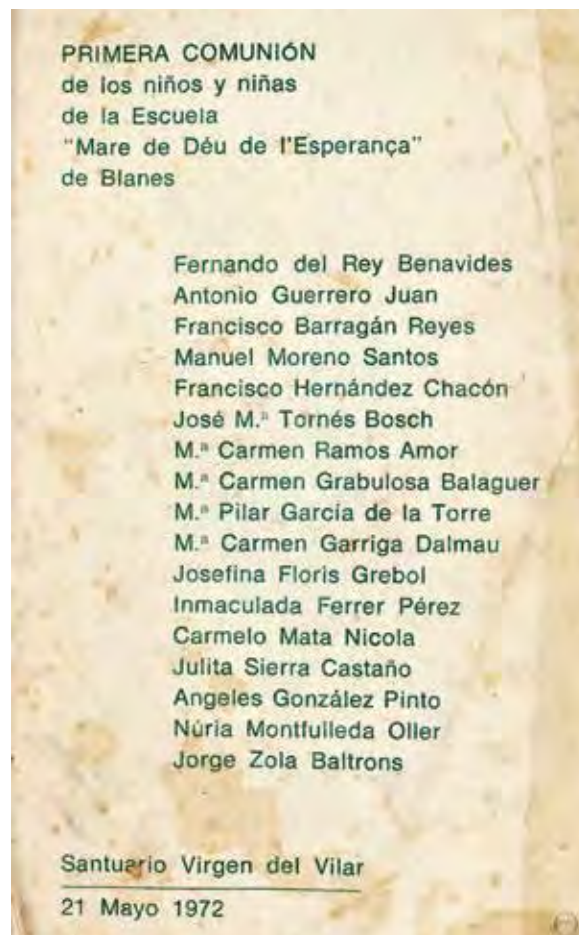 PRIMERA COMUNIÓN
de los niños y niñas
de la Escuela
"Mare de Déu de l'Esperança"
de Blanes
Fernando del Rey Benavides
Antonio Guerrero Juan
Francisco Barragán Reyes
Manuel Moreno Santos
Francisco Hernández Chacón
José M.ª Tornés Bosch
M.ª Carmen Ramos Amor
M.ª Carmen Grabulosa Balaguer
M.ª Pilar García de la Torre
M.ª Carmen Garriga Dalmau
Josefina Floris Grebol
Inmaculada Ferrer Pérez
Carmelo Mata Nicola
Julita Sierra Castaño
Angeles González Pinto
Núria Montfulleda Oller
Jorge Zola Baltrons
Santuario Virgen del Vilar
21 Mayo 1972